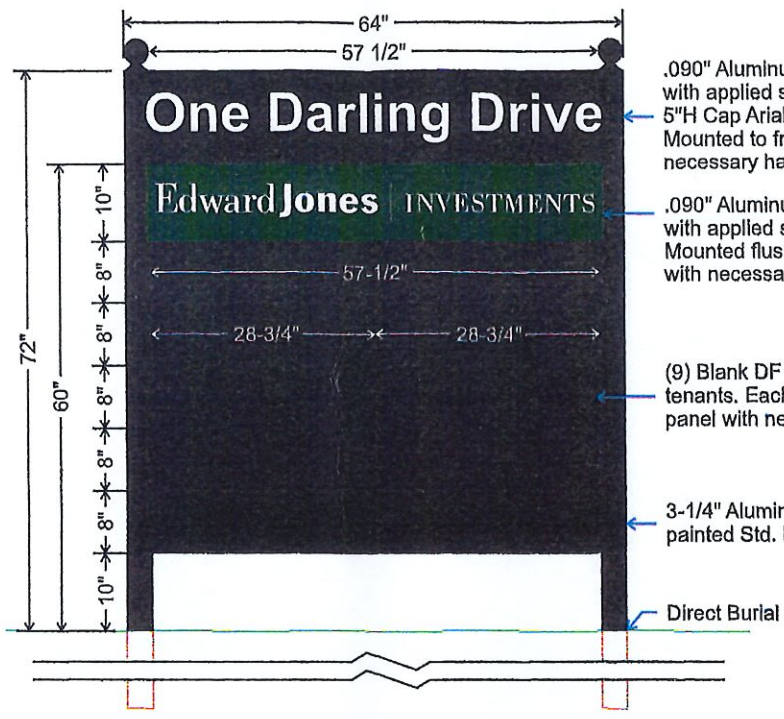 64"
57 1/2"
One Darling Drive
Edward Jones | INVESTMENTS
57-1/2"
28-3/4" 28-3/4"
72"
60"
10"
8"
8"
8"
8"
8"
10"
.090" Aluminu
with applied s
5"H Cap Arial
Mounted to fr
necessary ha
.090" Aluminu
with applied s
Mounted flus
with necessa
(9) Blank DF
tenants. Each
panel with ne
3-1/4" Alumin
painted Std.
Direct Burial